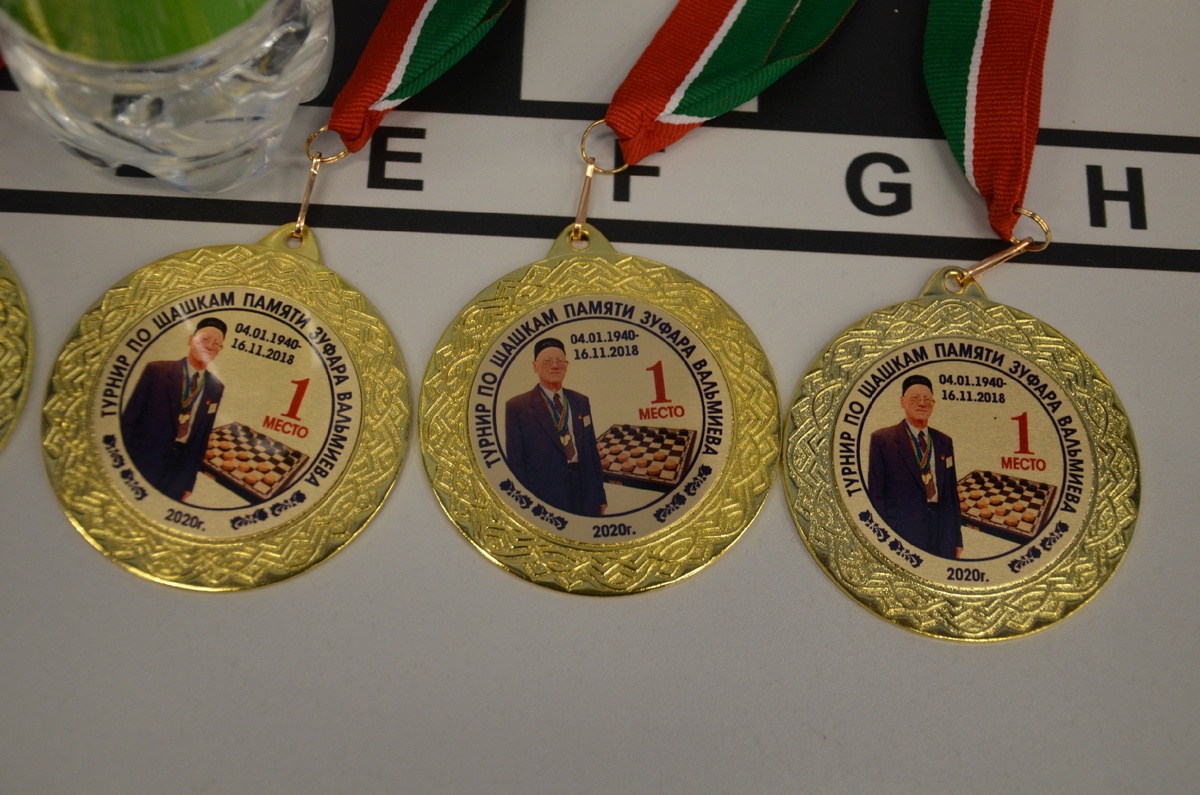 E F G H
ТУРНИР ПО ШАШКАМ ПАМЯТИ ЗУФАРА ВАЛЬМИЕВА
04.01.1940-
16.11.2018
1
МЕСТО
2020г.
ТУРНИР ПО ШАШКАМ ПАМЯТИ ЗУФАРА ВАЛЬМИЕВА
04.01.1940-
16.11.2018
1
МЕСТО
2020г.
ТУРНИР ПО ШАШКАМ ПАМЯТИ ЗУФАРА ВАЛЬМИЕВА
04.01.1940-
16.11.2018
1
МЕСТО
2020г.